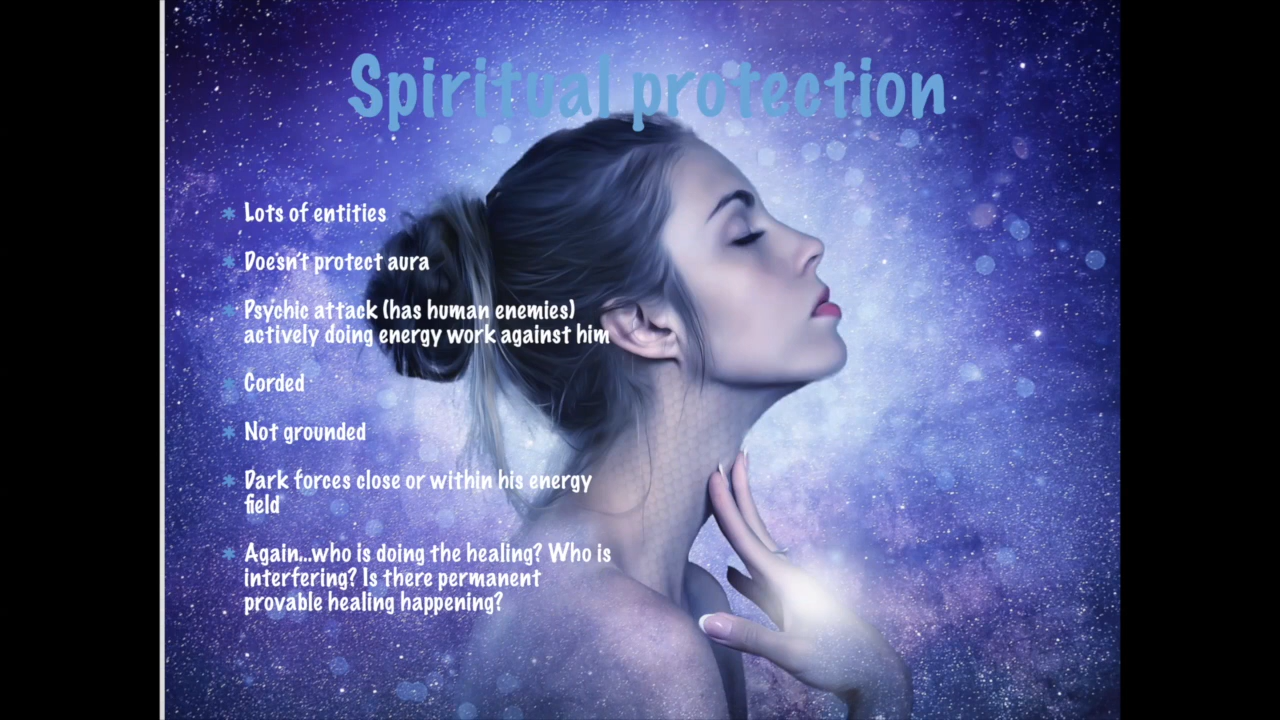 Spiritual protection
* Lots of entities
* Doesn't protect aura
* Psychic attack (has human enemies)
actively doing energy work against him
* Corded
* Not grounded
* Dark forces close or within his energy
field
* Again...who is doing the healing? Who is
interfering? Is there permanent
provable healing happening?